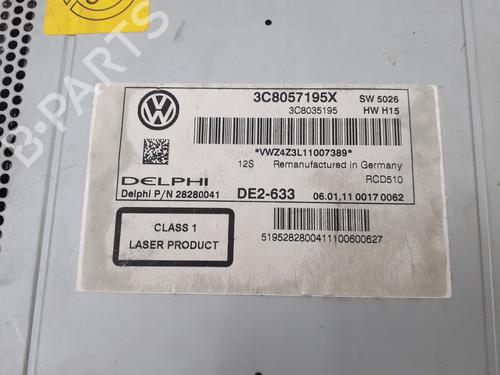 3C8057195X SW 5026
3C8035195 HW H15
*VWZ4Z3L11007389*
12S Remanufactured in Germany
RCD510
DELPHI
Delphi P/N 28280041 DE2-633 06.01.11 0017 0062
CLASS 1
LASER PRODUCT
5195282800411100600627
B-PARTS